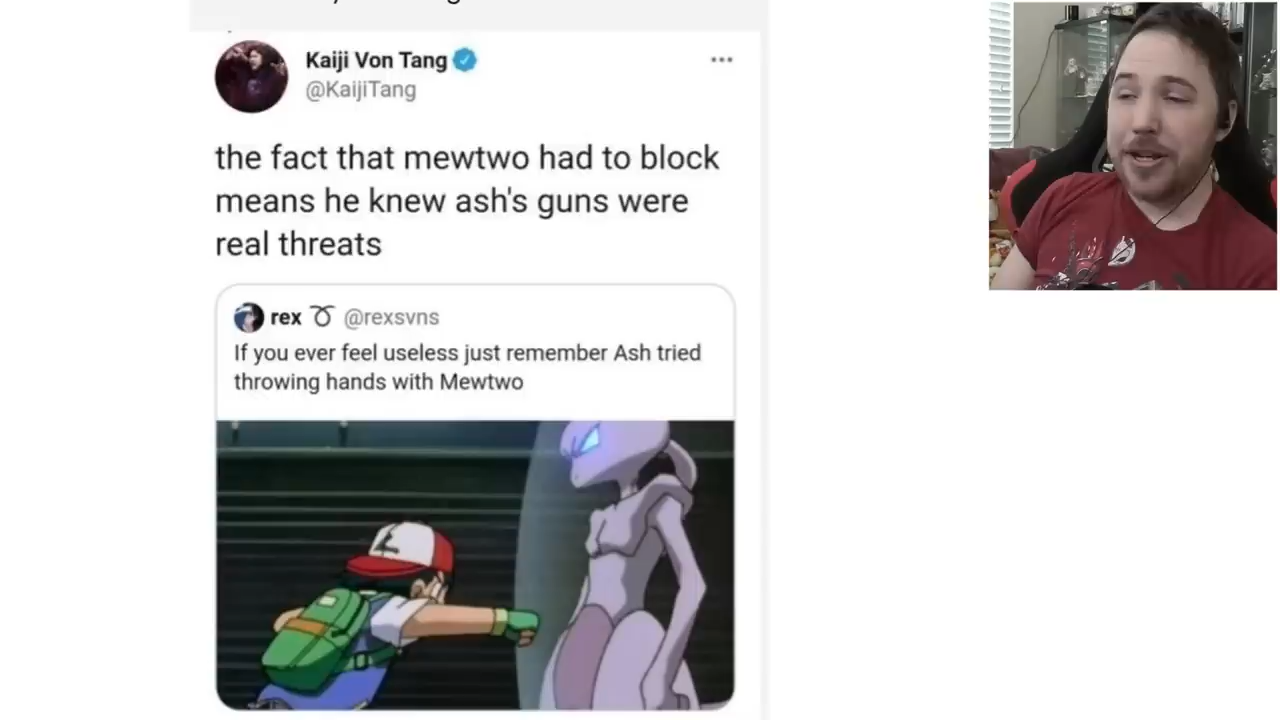 Kaiji Von Tang
@KaijiTang
the fact that mewtwo had to block
means he knew ash's guns were
real threats
rex @rexsvns
If you ever feel useless just remember Ash tried
throwing hands with Mewtwo